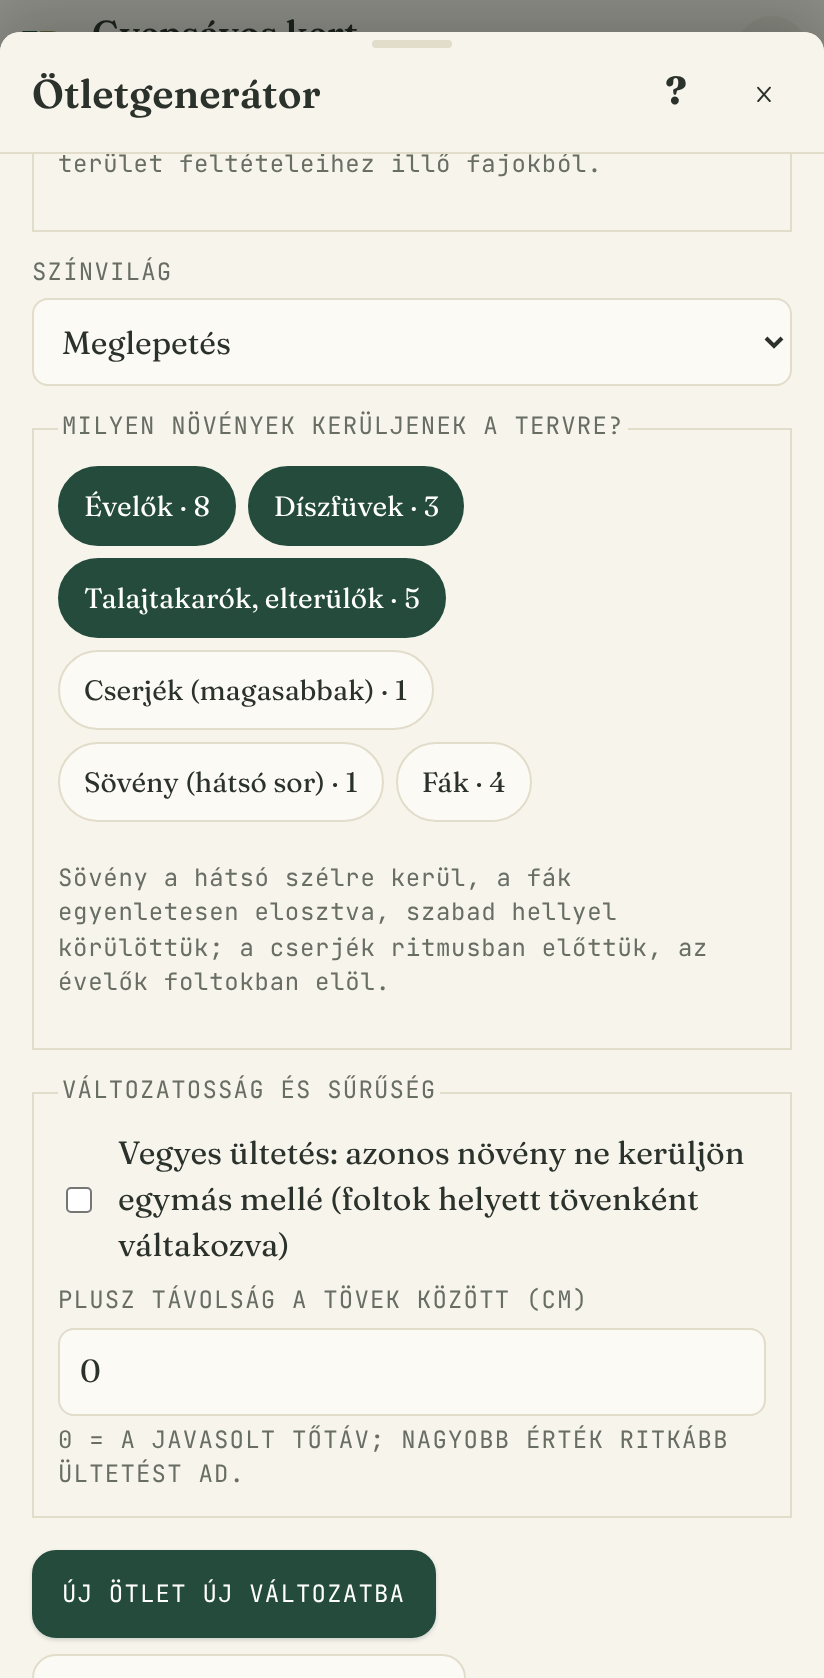 Ötletgenerátor ? ×
terület feltételeihez illő fajokból.
SZÍNVILÁG
Meglepetés
MILYEN NÖVÉNYEK KERÜLJENEK A TERVRE?
Évelők · 8 Díszfüvek · 3
Talajtakarók, elterülők · 5
Cserjék (magasabbak) · 1
Sövény (hátsó sor) · 1 Fák · 4
Sövény a hátsó szélre kerül, a fák
egyenletesen elosztva, szabad hellyel
körülöttük; a cserjék ritmusban előttük, az
évelők foltokban elöl.
VÁLTOZATOSSÁG ÉS SŰRŰSÉG
Vegyes ültetés: azonos növény ne kerüljön
egymás mellé (foltok helyett tövenként
váltakozva)
PLUSZ TÁVOLSÁG A TÖVEK KÖZÖTT (CM)
0
0 = A JAVASOLT TŐTÁV; NAGYOBB ÉRTÉK RITKÁBB
ÜLTETÉST AD.
ÚJ ÖTLET ÚJ VÁLTOZATBA